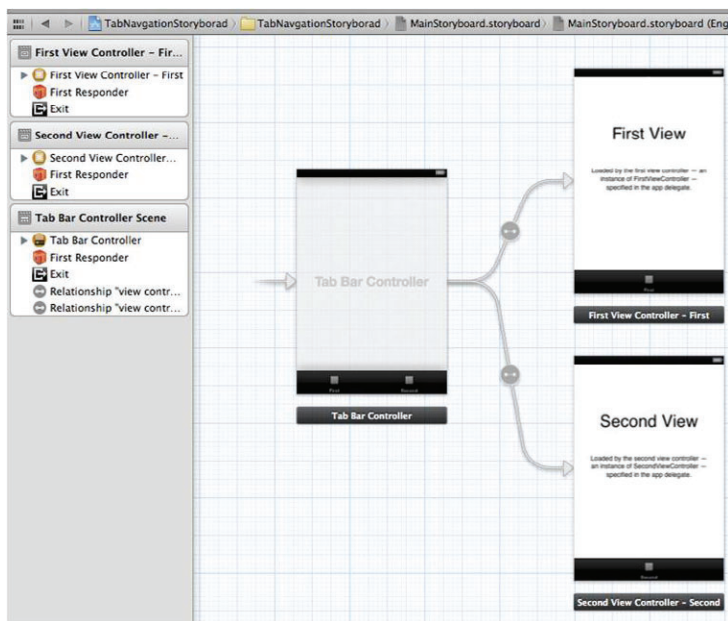 TabNavgationStoryborad
TabNavgationStoryborad
MainStoryboard.storyboard
MainStoryboard.storyboard (Eng
First View Controller – Fir...
First View Controller – First
First Responder
Exit
Second View Controller –...
Second View Controller...
First Responder
Exit
Tab Bar Controller Scene
Tab Bar Controller
First Responder
Exit
Relationship "view contr...
Relationship "view contr...
Tab Bar Controller
First
Second
Tab Bar Controller
First View
Loaded by the first view controller — an
instance of FirstViewController —
specified in the app delegate.
First
First View Controller – First
Second View
Loaded by the second view controller —
an instance of SecondViewController —
specified in the app delegate.
Second
Second View Controller – Second